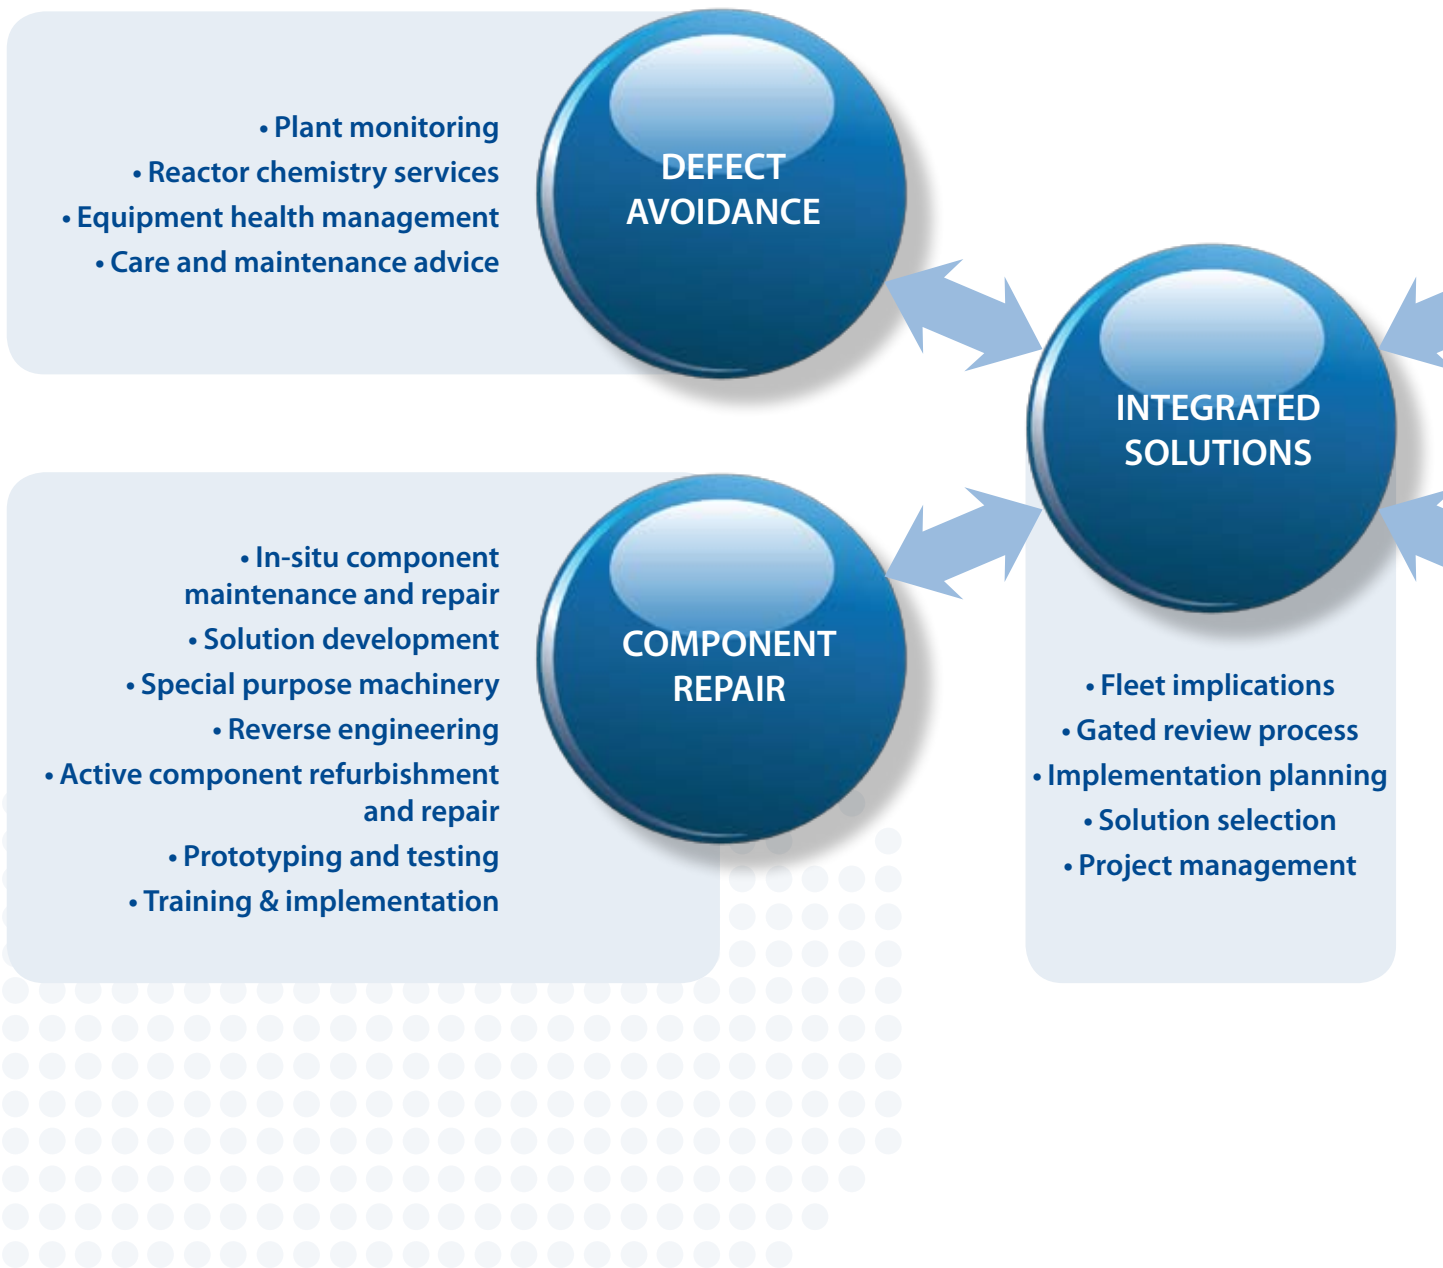 • Plant monitoring
• Reactor chemistry services
• Equipment health management
• Care and maintenance advice
DEFECT
AVOIDANCE
INTEGRATED
SOLUTIONS
• In-situ component
maintenance and repair
• Solution development
• Special purpose machinery
• Reverse engineering
• Active component refurbishment
and repair
• Prototyping and testing
• Training & implementation
COMPONENT
REPAIR
• Fleet implications
• Gated review process
• Implementation planning
• Solution selection
• Project management